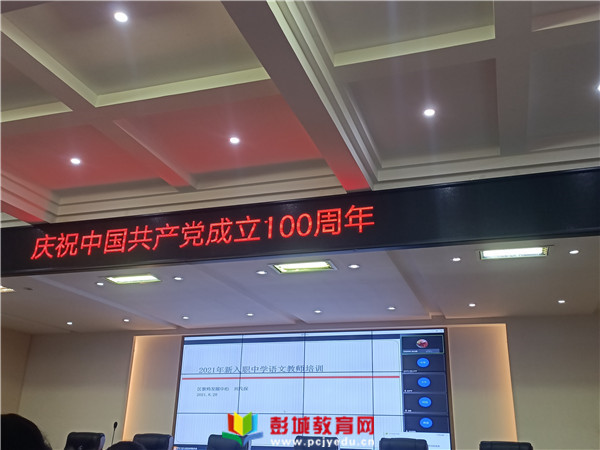 庆祝中国共产党成立100周年
2021年新入职中学语文教师培训
彭城教育网
www.pcjyedu.cn